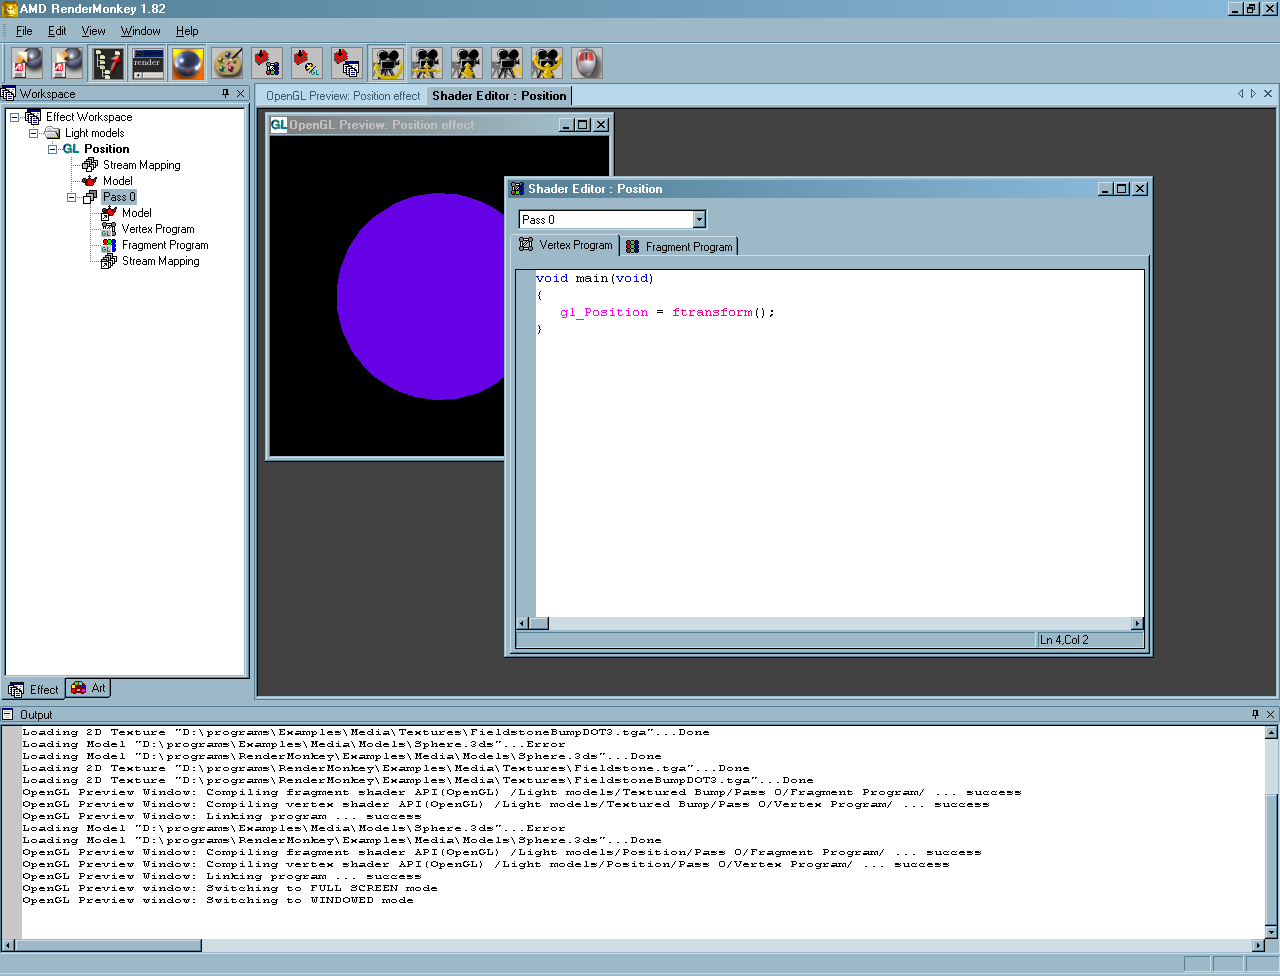 AMD RenderMonkey 1.82
File Edit View Window Help
render
Workspace
Effect Workspace
Light models
GL Position
Stream Mapping
Model
Pass 0
Model
Vertex Program
Fragment Program
Stream Mapping
Effect Art
OpenGL Preview: Position effect Shader Editor : Position
GL OpenGL Preview: Position effect
Shader Editor : Position
Pass 0
Vertex Program Fragment Program
void main(void)
{
gl_Position = ftransform();
}
Ln 4,Col 2
Output
Loading 2D Texture "D:\programs\Examples\Media\Textures\FieldstoneBumpDOT3.tga"...Done
Loading Model "D:\programs\Examples\Media\Models\Sphere.3ds"...Error
Loading Model "D:\programs\RenderMonkey\Examples\Media\Models\Sphere.3ds"...Done
Loading 2D Texture "D:\programs\RenderMonkey\Examples\Media\Textures\Fieldstone.tga"...Done
Loading 2D Texture "D:\programs\RenderMonkey\Examples\Media\Textures\FieldstoneBumpDOT3.tga"...Done
OpenGL Preview Window: Compiling fragment shader API(OpenGL) /Light models/Textured Bump/Pass 0/Fragment Program/ ... success
OpenGL Preview Window: Compiling vertex shader API(OpenGL) /Light models/Textured Bump/Pass 0/Vertex Program/ ... success
OpenGL Preview Window: Linking program ... success
Loading Model "D:\programs\Examples\Media\Models\Sphere.3ds"...Error
Loading Model "D:\programs\RenderMonkey\Examples\Media\Models\Sphere.3ds"...Done
OpenGL Preview Window: Compiling fragment shader API(OpenGL) /Light models/Position/Pass 0/Fragment Program/ ... success
OpenGL Preview Window: Compiling vertex shader API(OpenGL) /Light models/Position/Pass 0/Vertex Program/ ... success
OpenGL Preview Window: Linking program ... success
OpenGL Preview window: Switching to FULL SCREEN mode
OpenGL Preview window: Switching to WINDOWED mode